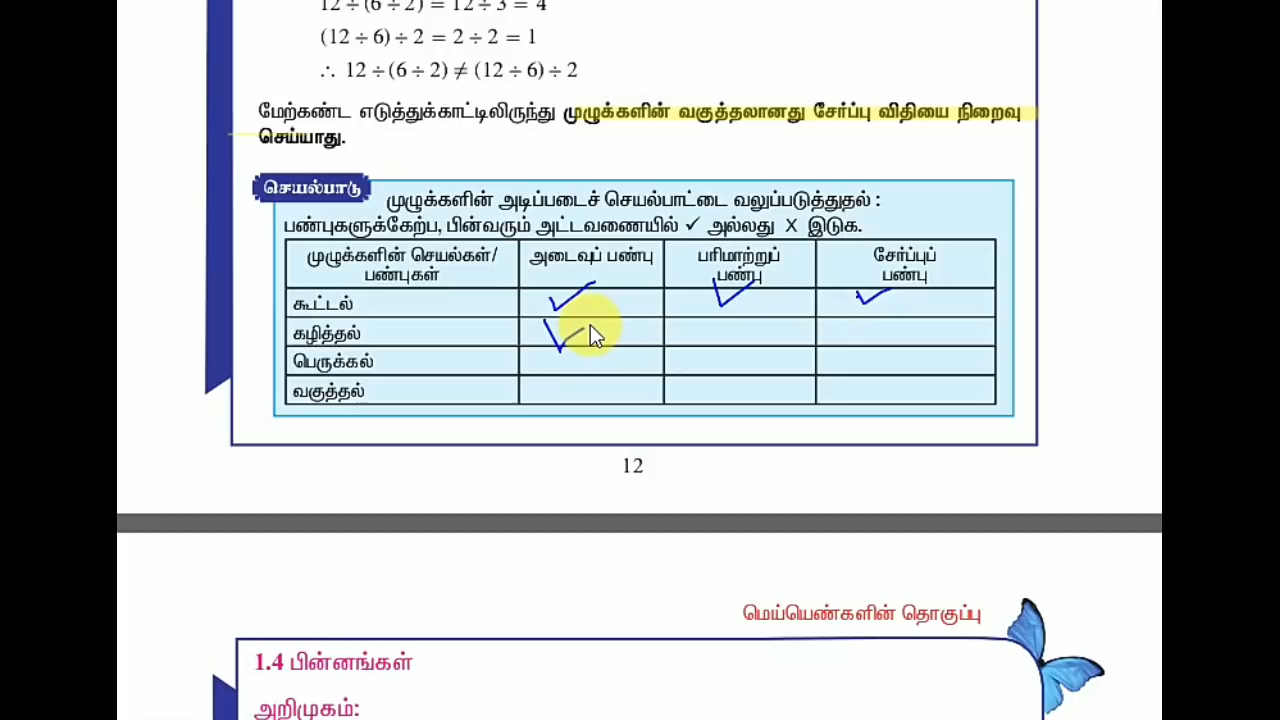 12 ÷ (6 ÷ 2) = 12 ÷ 3 = 4
(12 ÷ 6) ÷ 2 = 2 ÷ 2 = 1
∴ 12 ÷ (6 ÷ 2) ≠ (12 ÷ 6) ÷ 2
மேற்கண்ட எடுத்துக்காட்டிலிருந்து முழுக்களின் வகுத்தலானது சேர்ப்பு விதியை நிறைவு
செய்யாது.
செயல்பாடு
முழுக்களின் அடிப்படைச் செயல்பாட்டை வலுப்படுத்துதல் :
பண்புகளுக்கேற்ப, பின்வரும் அட்டவணையில் ✓ அல்லது X இடுக.
முழுக்களின் செயல்கள்/ அடைவுப் பண்பு பரிமாற்றுப் சேர்ப்புப்
பண்புகள் பண்பு பண்பு
கூட்டல் ✓ ✓ ✓
கழித்தல் ✓
பெருக்கல்
வகுத்தல்
12
மெய்யெண்களின் தொகுப்பு
1.4 பின்னங்கள்
அறிமுகம்: